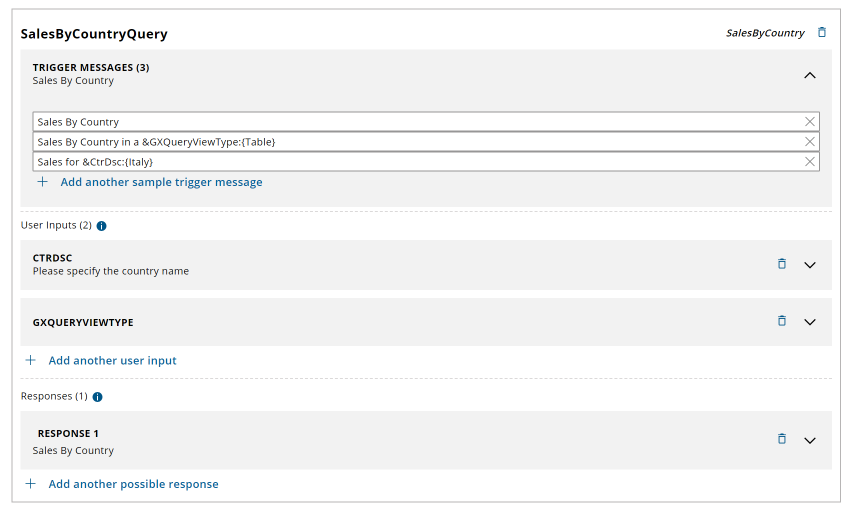 SalesByCountryQuery
SalesByCountry
TRIGGER MESSAGES (3)
Sales By Country
Sales By Country
Sales By Country in a &GXQueryViewType:{Table}
Sales for &CtrDsc:{Italy}
Add another sample trigger message
User Inputs (2)
CTRDSC
Please specify the country name
GXQUERYVIEWTYPE
Add another user input
Responses (1)
RESPONSE 1
Sales By Country
Add another possible response